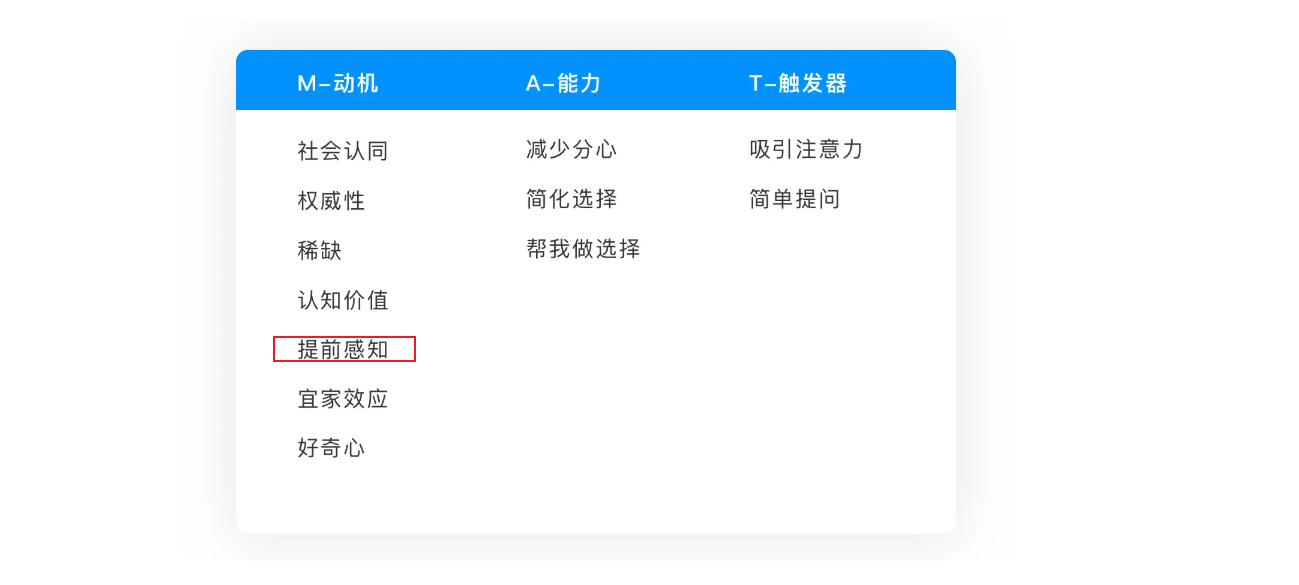 M-动机 A-能力 T-触发器
社会认同 减少分心 吸引注意力
权威性 简化选择 简单提问
稀缺 帮我做选择
认知价值
提前感知
宜家效应
好奇心